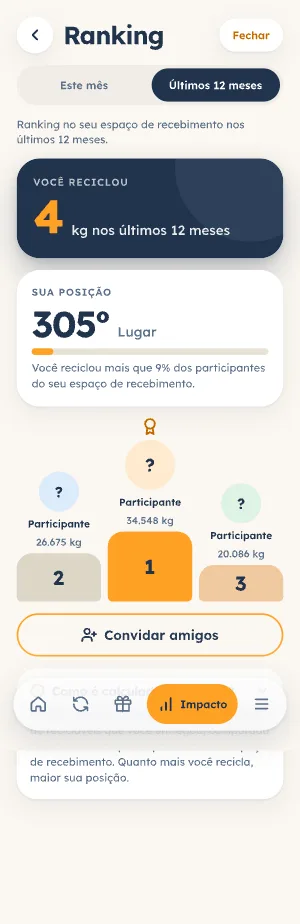 Ranking
Fechar
Este mês
Últimos 12 meses
Ranking no seu espaço de recebimento nos
últimos 12 meses.
VOCÊ RECICLOU
4 kg nos últimos 12 meses
SUA POSIÇÃO
305º Lugar
Você reciclou mais que 9% dos participantes
do seu espaço de recebimento.
?
Participante
34.548 kg
1
?
Participante
26.675 kg
2
?
Participante
20.086 kg
3
Convidar amigos
Como é calcul
Impacto
de recebimento. Quanto mais você recicla,
maior sua posição.